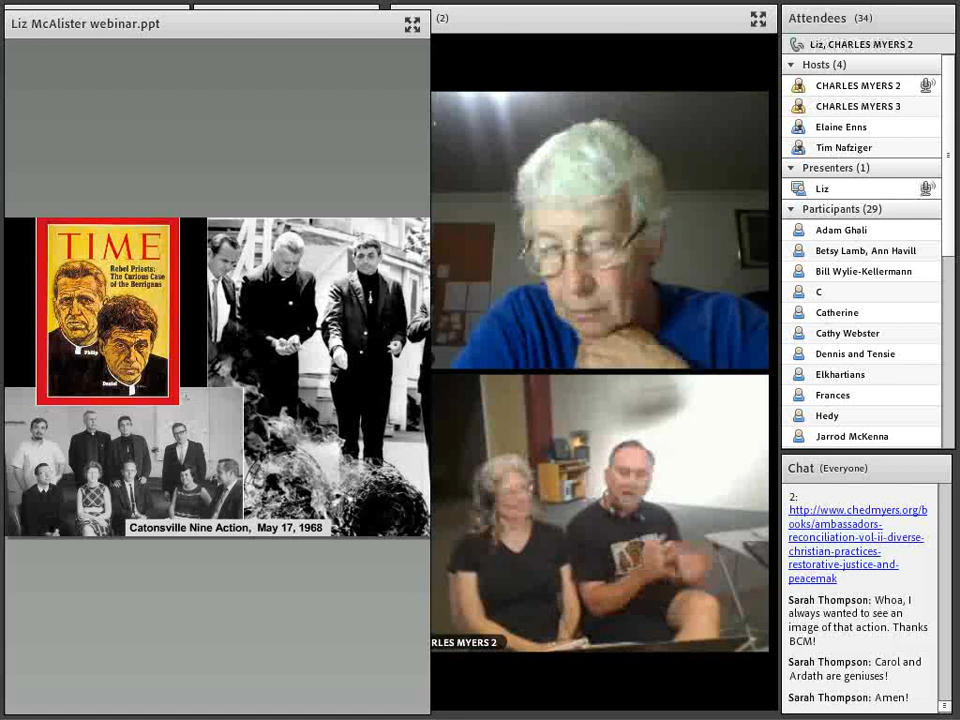 Liz McAlister webinar.ppt
(2)
TIME
Rebel Priests:
The Curious Case
of the Berrigans
Philip
Daniel
Catonsville Nine Action, May 17, 1968
RLES MYERS 2
Attendees (34)
Liz, CHARLES MYERS 2
Hosts (4)
CHARLES MYERS 2
CHARLES MYERS 3
Elaine Enns
Tim Nafziger
Presenters (1)
Liz
Participants (29)
Adam Ghali
Betsy Lamb, Ann Havill
Bill Wylie-Kellermann
C
Catherine
Cathy Webster
Dennis and Tensie
Elkhartians
Frances
Hedy
Jarrod McKenna
Chat (Everyone)
2:
http://www.chedmyers.org/b
ooks/ambassadors-
reconciliation-vol-ii-diverse-
christian-practices-
restorative-justice-and-
peacemak
Sarah Thompson: Whoa, I
always wanted to see an
image of that action. Thanks
BCM!
Sarah Thompson: Carol and
Ardath are geniuses!
Sarah Thompson: Amen!